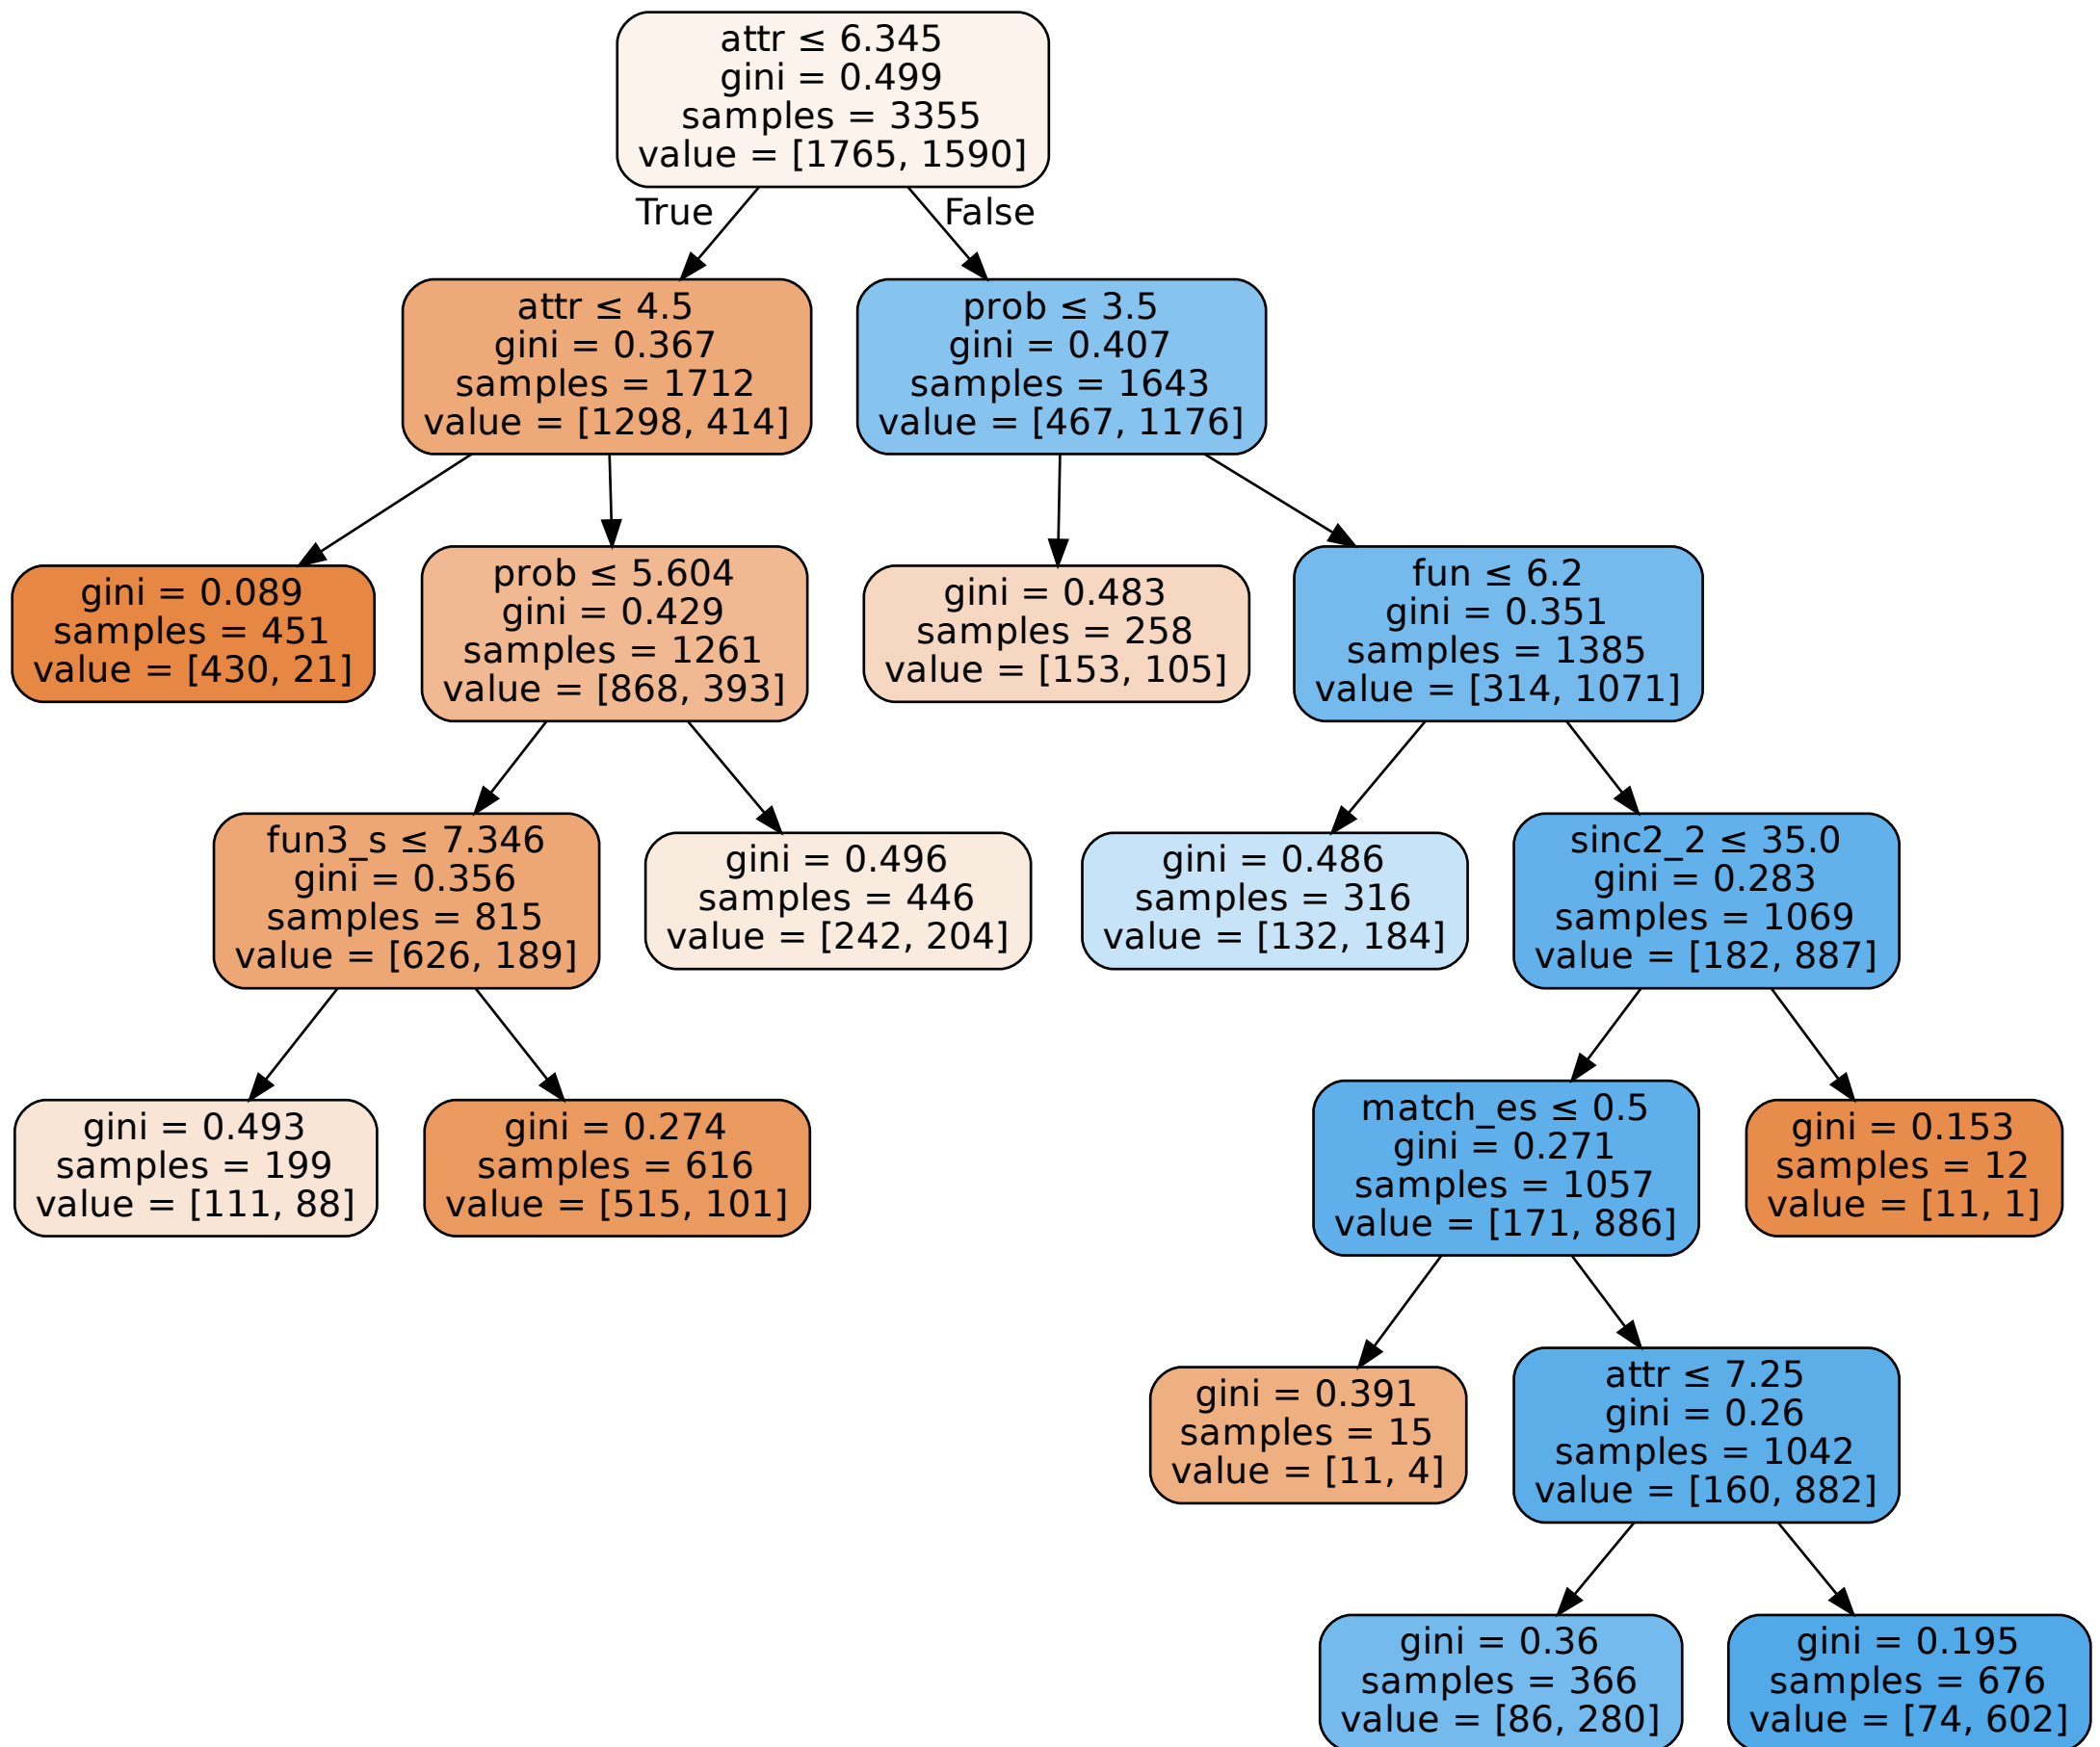 attr ≤ 6.345
gini = 0.499
samples = 3355
value = [1765, 1590]
True
False
attr ≤ 4.5
gini = 0.367
samples = 1712
value = [1298, 414]
prob ≤ 3.5
gini = 0.407
samples = 1643
value = [467, 1176]
gini = 0.089
samples = 451
value = [430, 21]
prob ≤ 5.604
gini = 0.429
samples = 1261
value = [868, 393]
gini = 0.483
samples = 258
value = [153, 105]
fun ≤ 6.2
gini = 0.351
samples = 1385
value = [314, 1071]
fun3_s ≤ 7.346
gini = 0.356
samples = 815
value = [626, 189]
gini = 0.496
samples = 446
value = [242, 204]
gini = 0.486
samples = 316
value = [132, 184]
sinc2_2 ≤ 35.0
gini = 0.283
samples = 1069
value = [182, 887]
gini = 0.493
samples = 199
value = [111, 88]
gini = 0.274
samples = 616
value = [515, 101]
match_es ≤ 0.5
gini = 0.271
samples = 1057
value = [171, 886]
gini = 0.153
samples = 12
value = [11, 1]
gini = 0.391
samples = 15
value = [11, 4]
attr ≤ 7.25
gini = 0.26
samples = 1042
value = [160, 882]
gini = 0.36
samples = 366
value = [86, 280]
gini = 0.195
samples = 676
value = [74, 602]